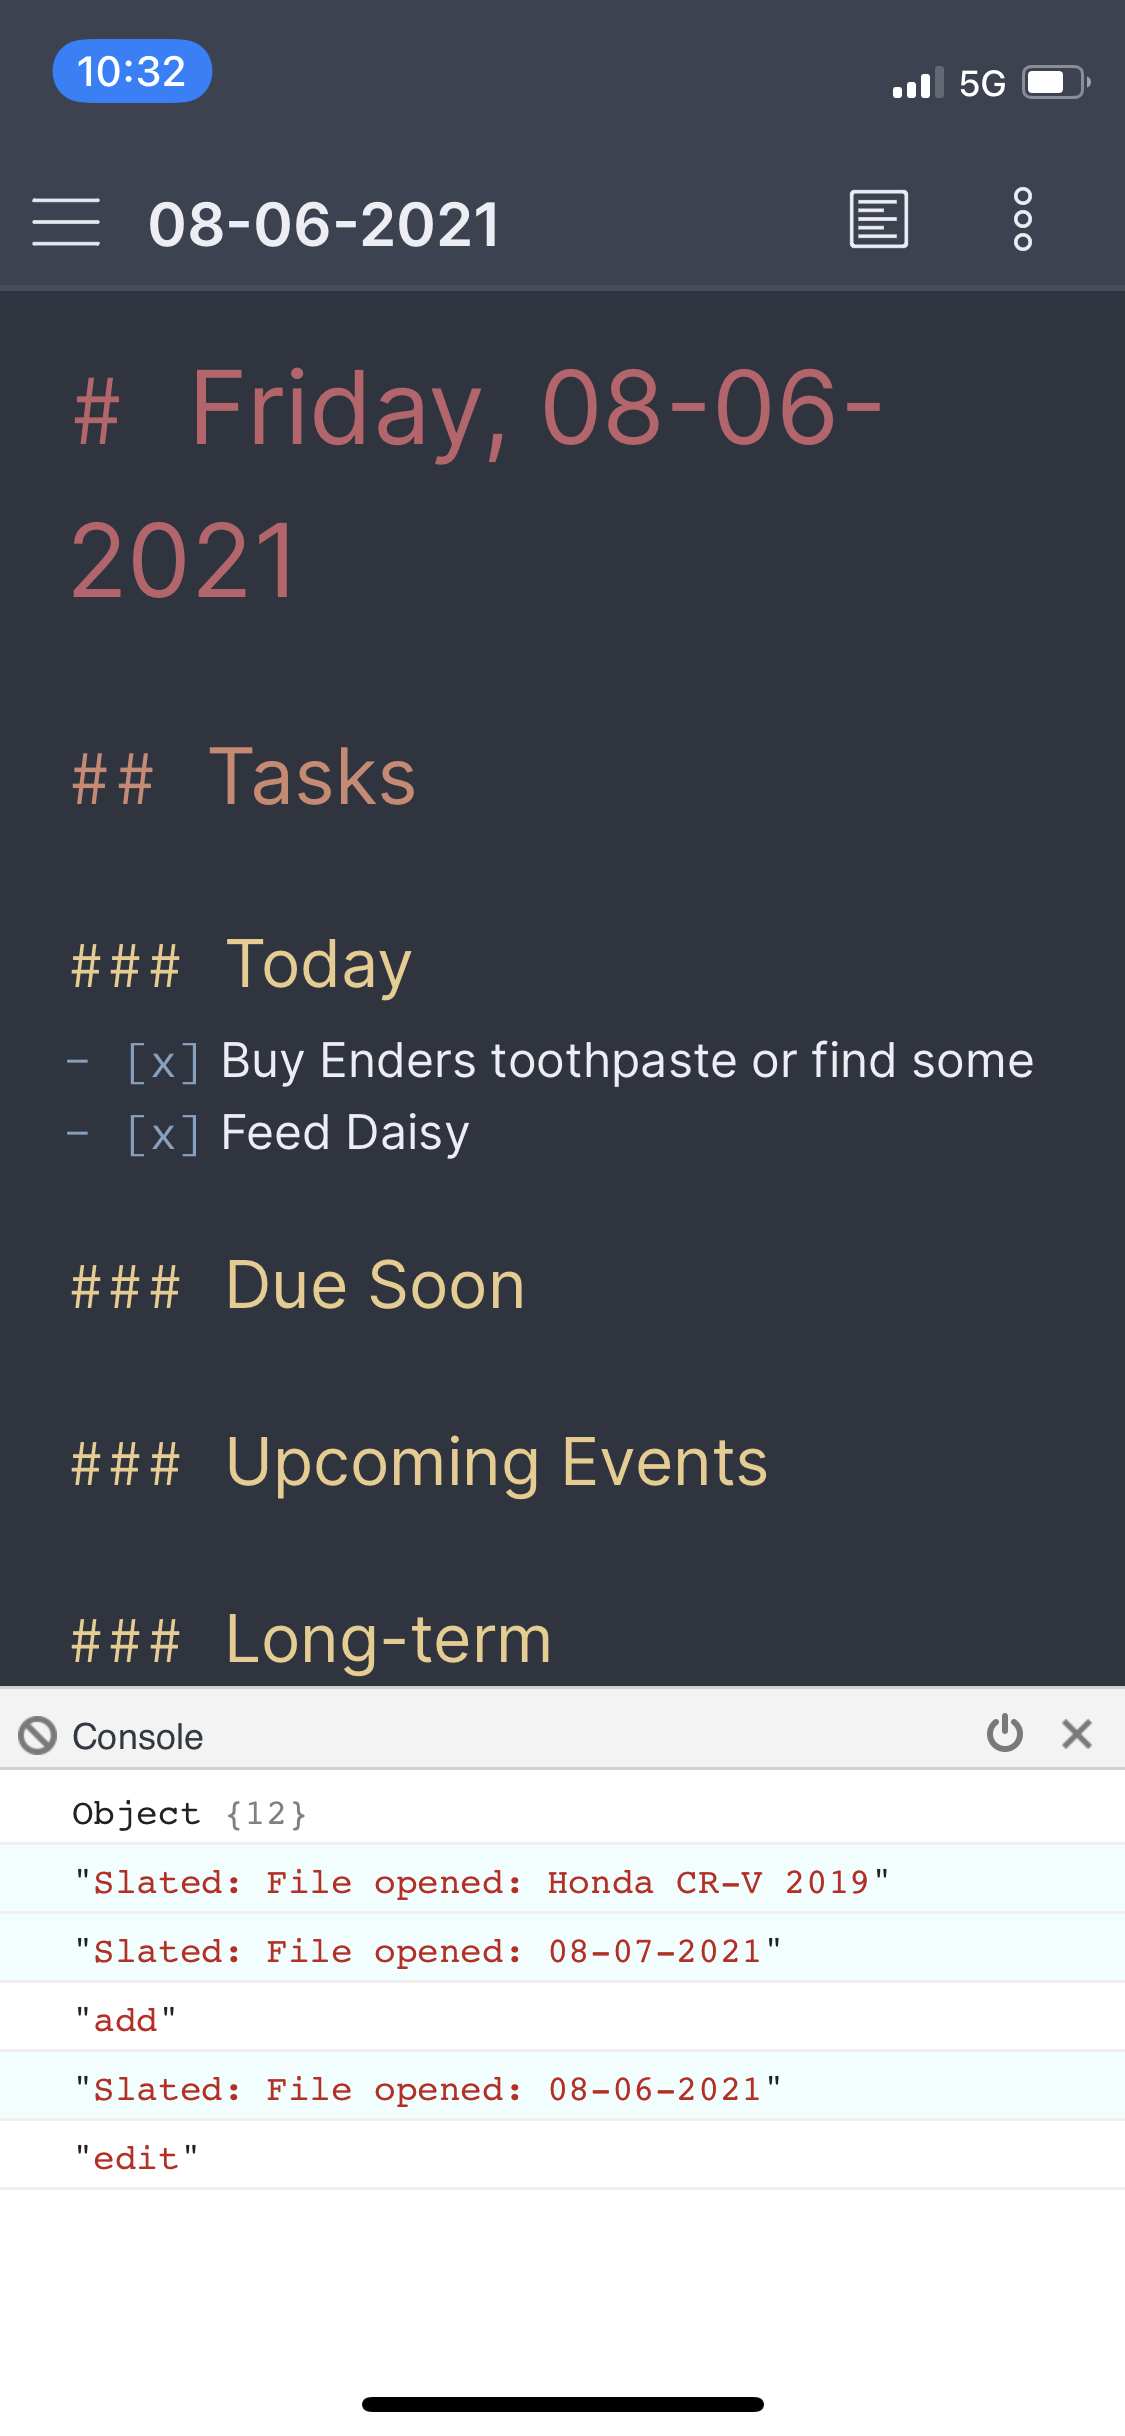 10:32
5G
08-06-2021
# Friday, 08-06-
2021
## Tasks
### Today
- [x] Buy Enders toothpaste or find some
- [x] Feed Daisy
### Due Soon
### Upcoming Events
### Long-term
Console
Object {12}
"Slated: File opened: Honda CR-V 2019"
"Slated: File opened: 08-07-2021"
"add"
"Slated: File opened: 08-06-2021"
"edit"